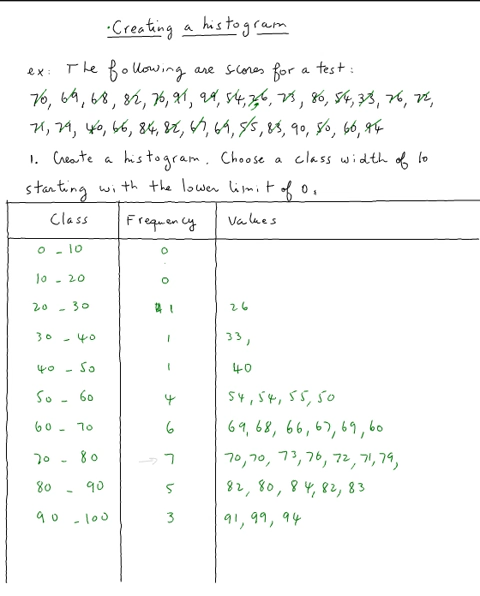 Creating a histogram
ex: The following are scores for a test:
70, 69, 68, 82, 70, 91, 99, 54, 26, 73, 80, 54, 33, 76, 72,
71, 79, 40, 66, 84, 82, 67, 69, 55, 83, 90, 50, 60, 94
1. Create a histogram. Choose a class width of 10
starting with the lower limit of 0.
Class Frequency Values
0 - 10 0
10 - 20 0
20 - 30 1 26
30 - 40 1 33,
40 - 50 1 40
50 - 60 4 54, 54, 55, 50
60 - 70 6 69, 68, 66, 67, 69, 60
70 - 80 7 70, 70, 73, 76, 72, 71, 79,
80 - 90 5 82, 80, 84, 82, 83
90 - 100 3 91, 99, 94